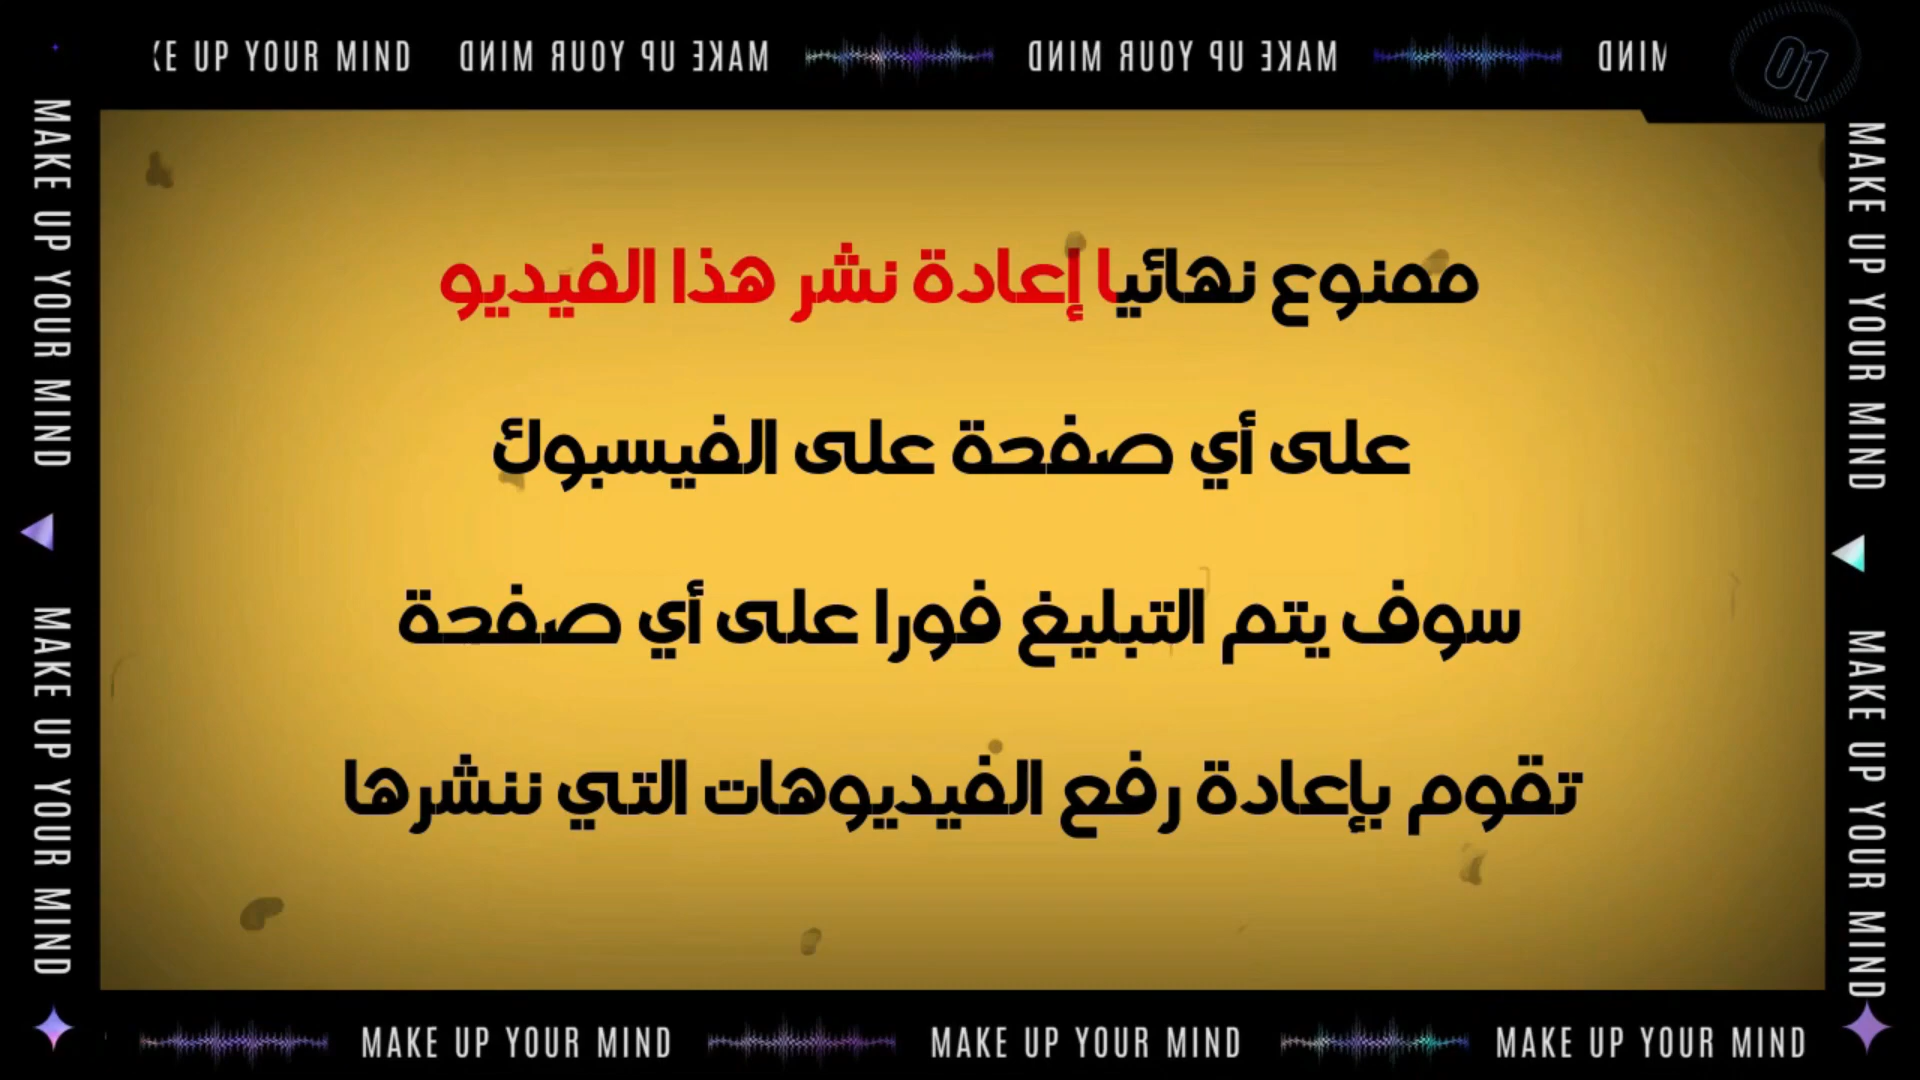 KE UP YOUR MIND MAKE UP YOUR MIND MAKE UP YOUR MIND MIND
01
MAKE UP YOUR MIND
MAKE UP YOUR MIND
ممنوع نهائيا إعادة نشر هذا الفيديو
على أي صفحة على الفيسبوك
سوف يتم التبليغ فورا على أي صفحة
تقوم بإعادة رفع الفيديوهات التي ننشرها
MAKE UP YOUR MIND
MAKE UP YOUR MIND
MAKE UP YOUR MIND MAKE UP YOUR MIND MAKE UP YOUR MIND